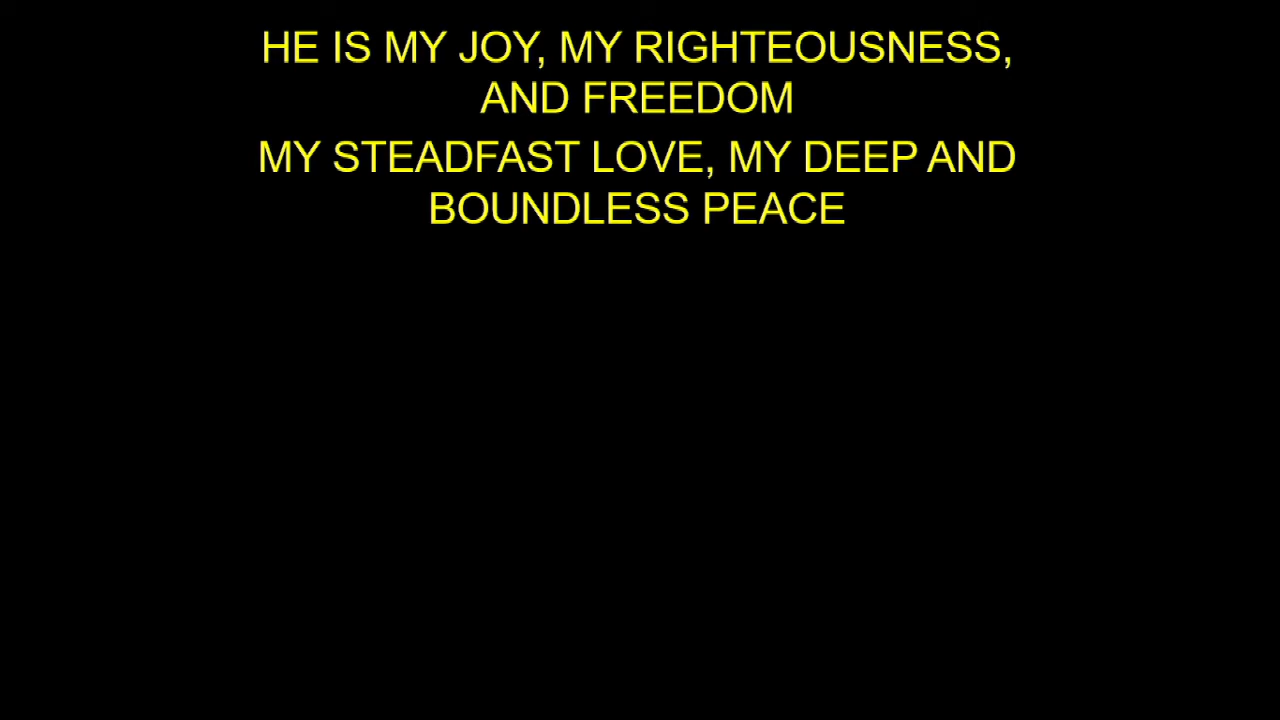 HE IS MY JOY, MY RIGHTEOUSNESS,
AND FREEDOM
MY STEADFAST LOVE, MY DEEP AND
BOUNDLESS PEACE